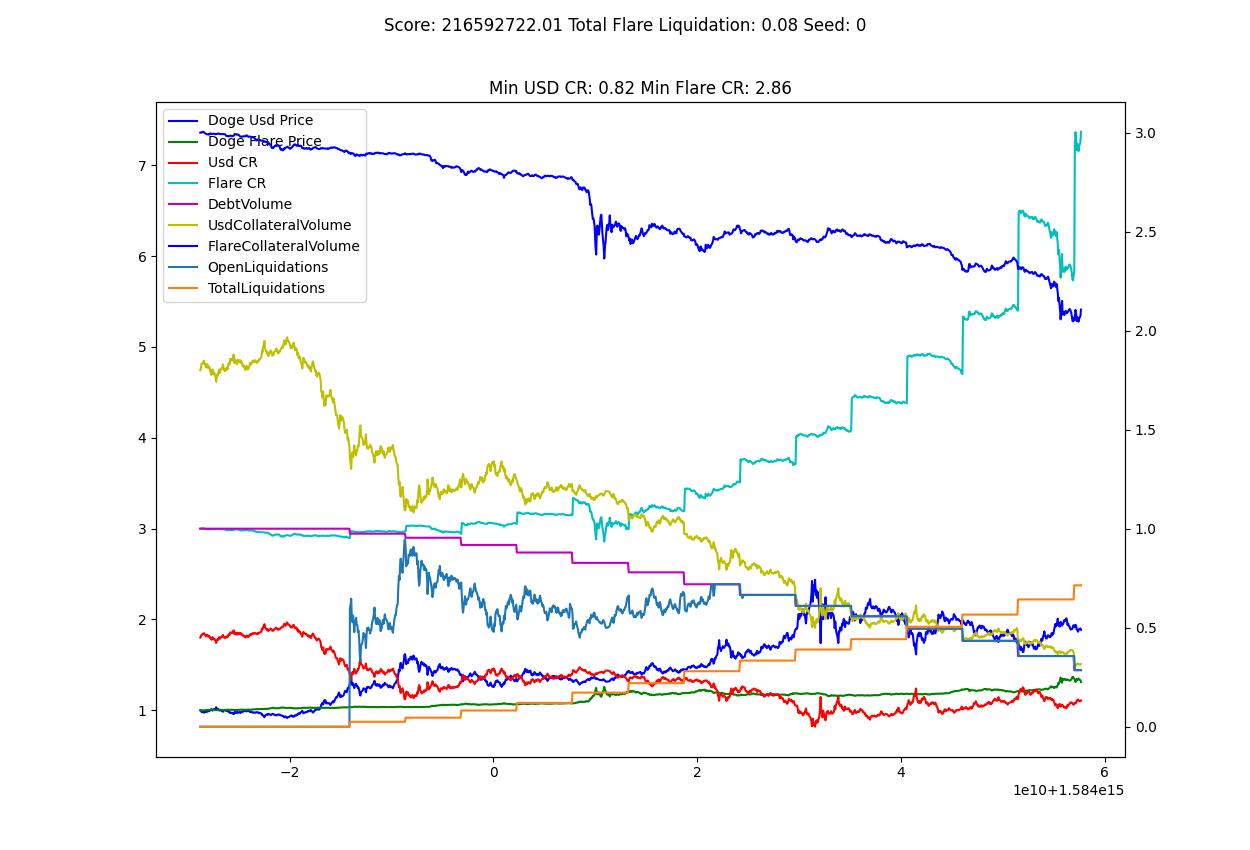 Score: 216592722.01 Total Flare Liquidation: 0.08 Seed: 0
Min USD CR: 0.82 Min Flare CR: 2.86
Doge Usd Price
Doge Flare Price
Usd CR
Flare CR
DebtVolume
UsdCollateralVolume
FlareCollateralVolume
OpenLiquidations
TotalLiquidations
7
6
5
4
3
2
1
3.0
2.5
2.0
1.5
1.0
0.5
0.0
−2
0
2
4
6
1e10+1.584e15